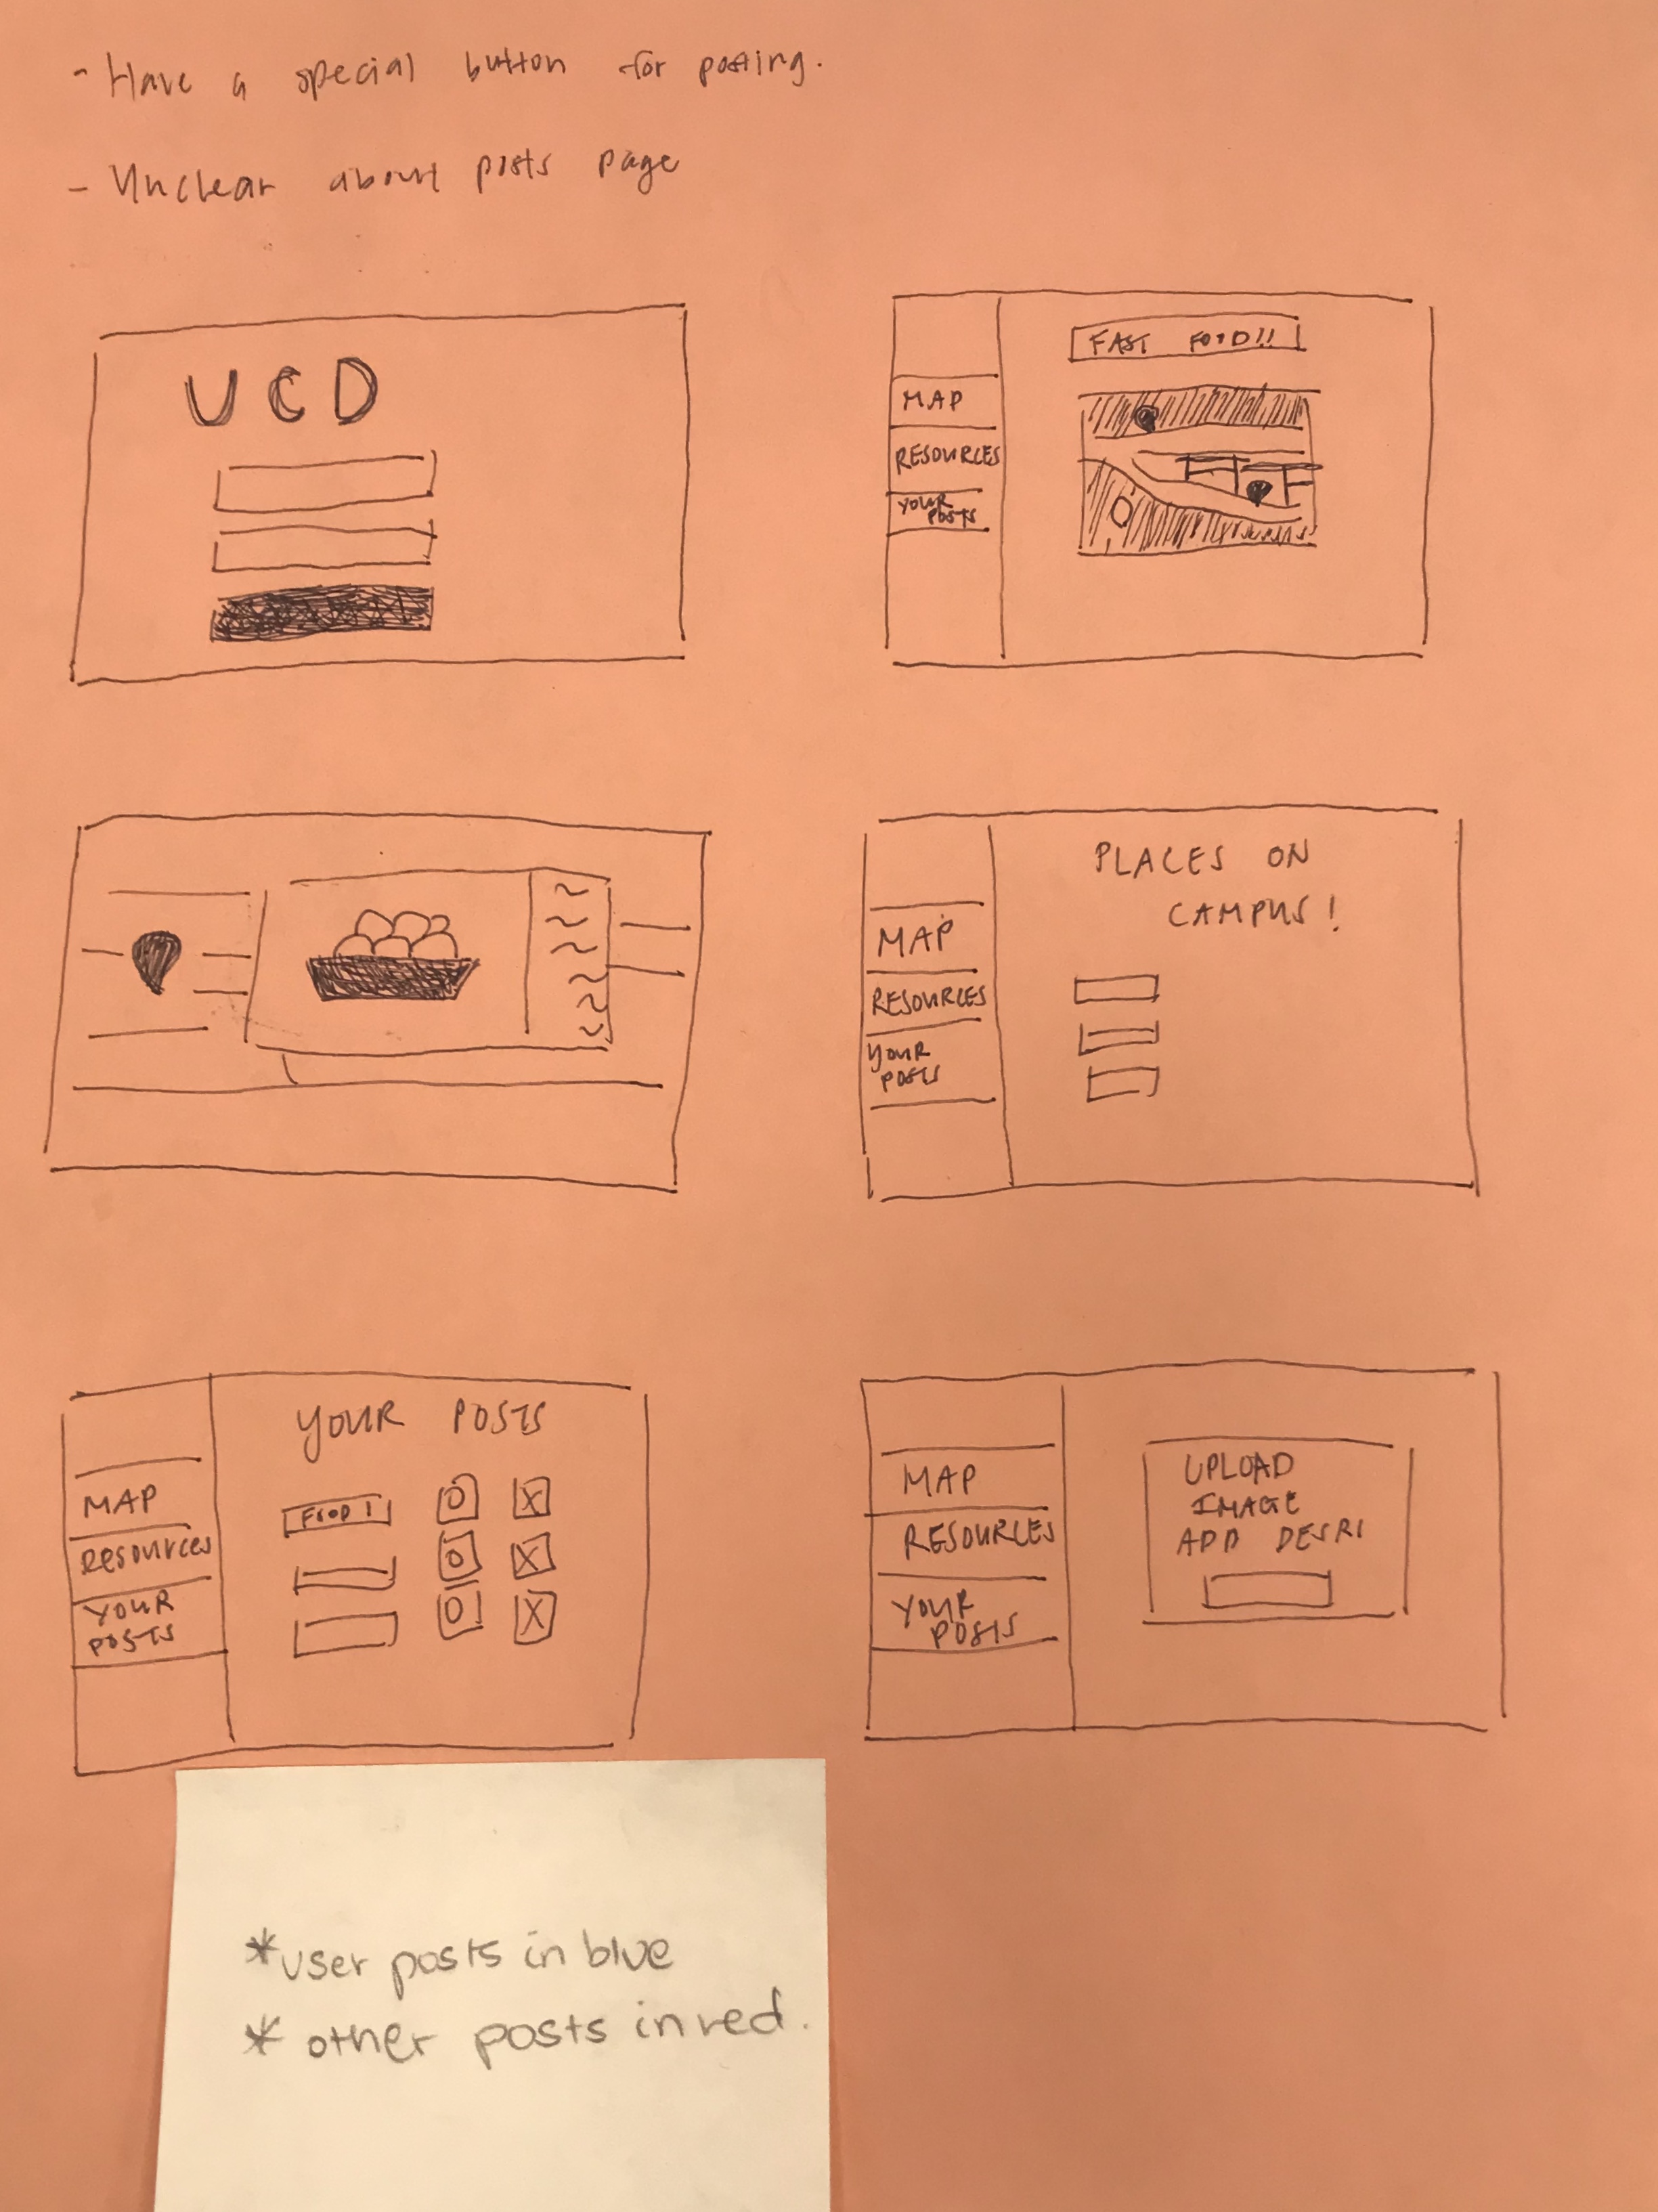 - Have a special button for posting.
- Unclear about posts page
UCD
FAST FOOD!!
MAP
RESOURCES
YOUR
POSTS
PLACES ON
CAMPUS!
MAP
RESOURCES
YOUR
POSTS
YOUR POSTS
MAP
RESOURCES
YOUR
POSTS
FOOD 1
O X
O X
O X
MAP
RESOURCES
YOUR
POSTS
UPLOAD
IMAGE
ADD DESRI
* user posts in blue
* other posts in red.